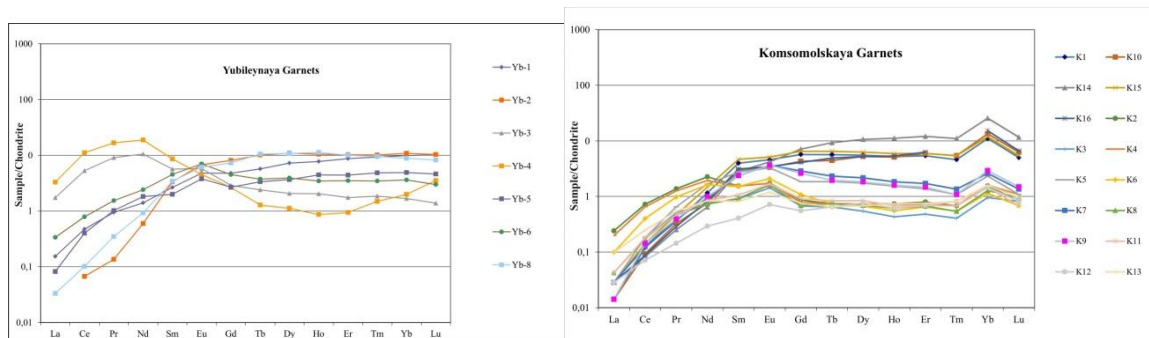 Yubileynaya Garnets
Sample/Chondrite
1000
100
10
1
0,1
0,01
La Ce Pr Nd Sm Eu Gd Tb Dy Ho Er Tm Yb Lu
Yb-1
Yb-2
Yb-3
Yb-4
Yb-5
Yb-6
Yb-8
Komsomolskaya Garnets
Sample/Chondrite
1000
100
0
1
0,1
0,01
La Ce Pr Nd Sm Eu Gd Tb Dy Ho Er Tm Yb Lu
K1 K10
K14 K15
K16 K2
K3 K4
K5 K6
K7 K8
K9 K11
K12 K13